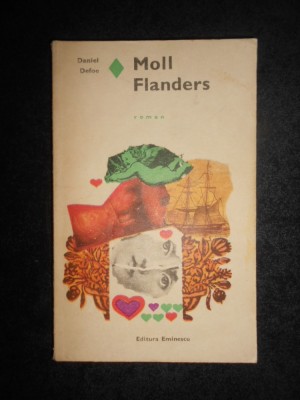 Daniel
Defoe
Moll
Flanders
roman
Editura Eminescu